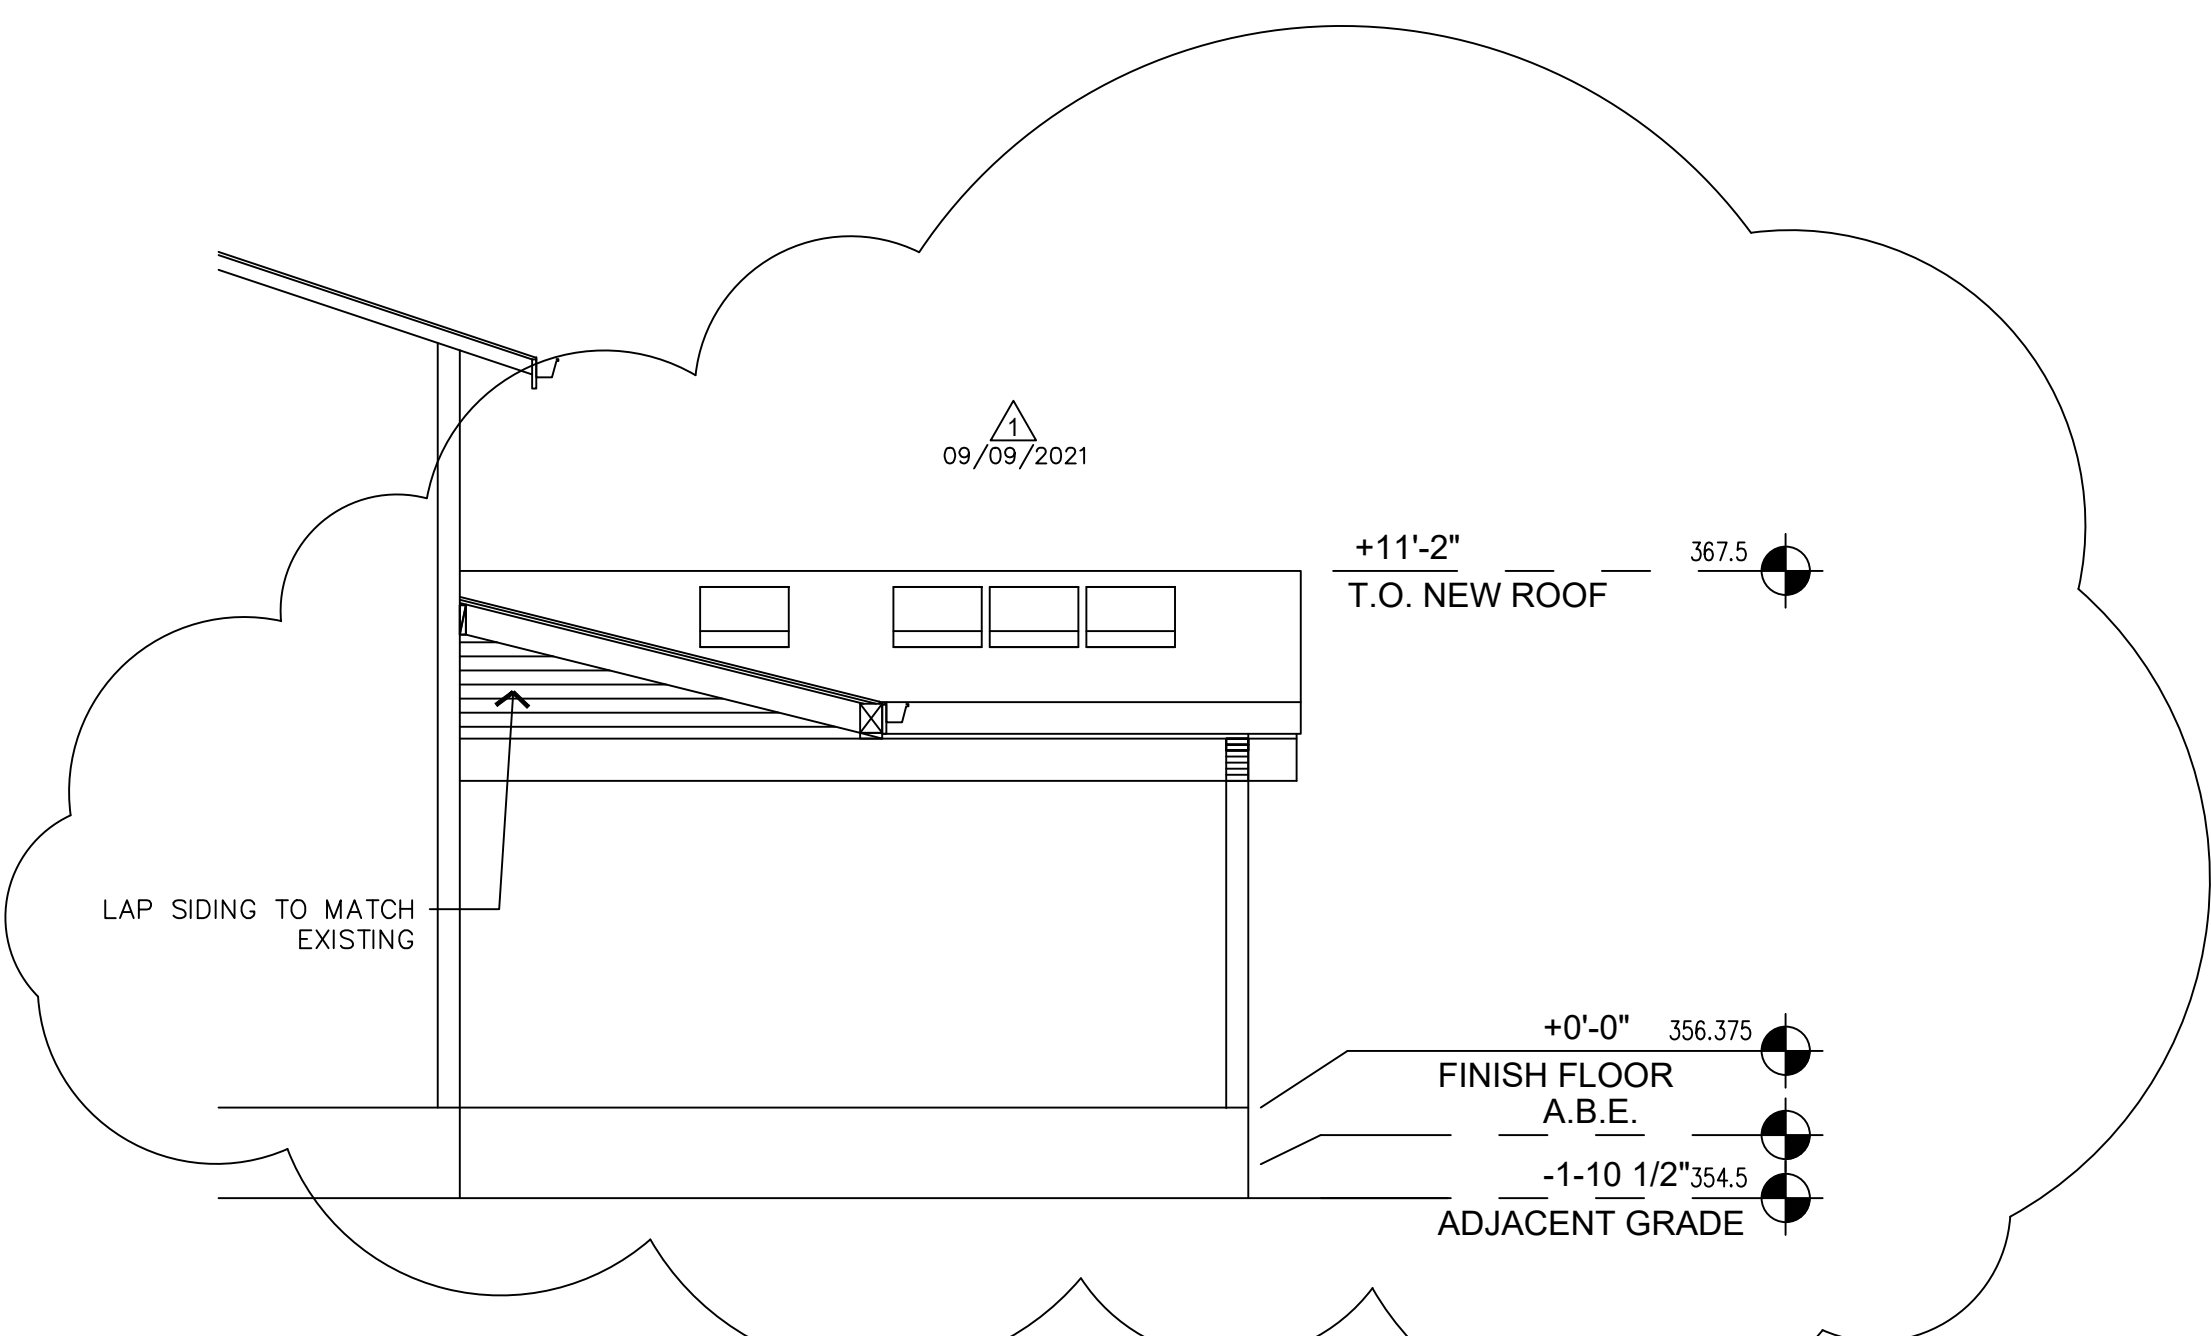 1
09/09/2021
+11'-2" 367.5
T.O. NEW ROOF
LAP SIDING TO MATCH
EXISTING
+0'-0" 356.375
FINISH FLOOR
A.B.E.
-1-10 1/2" 354.5
ADJACENT GRADE